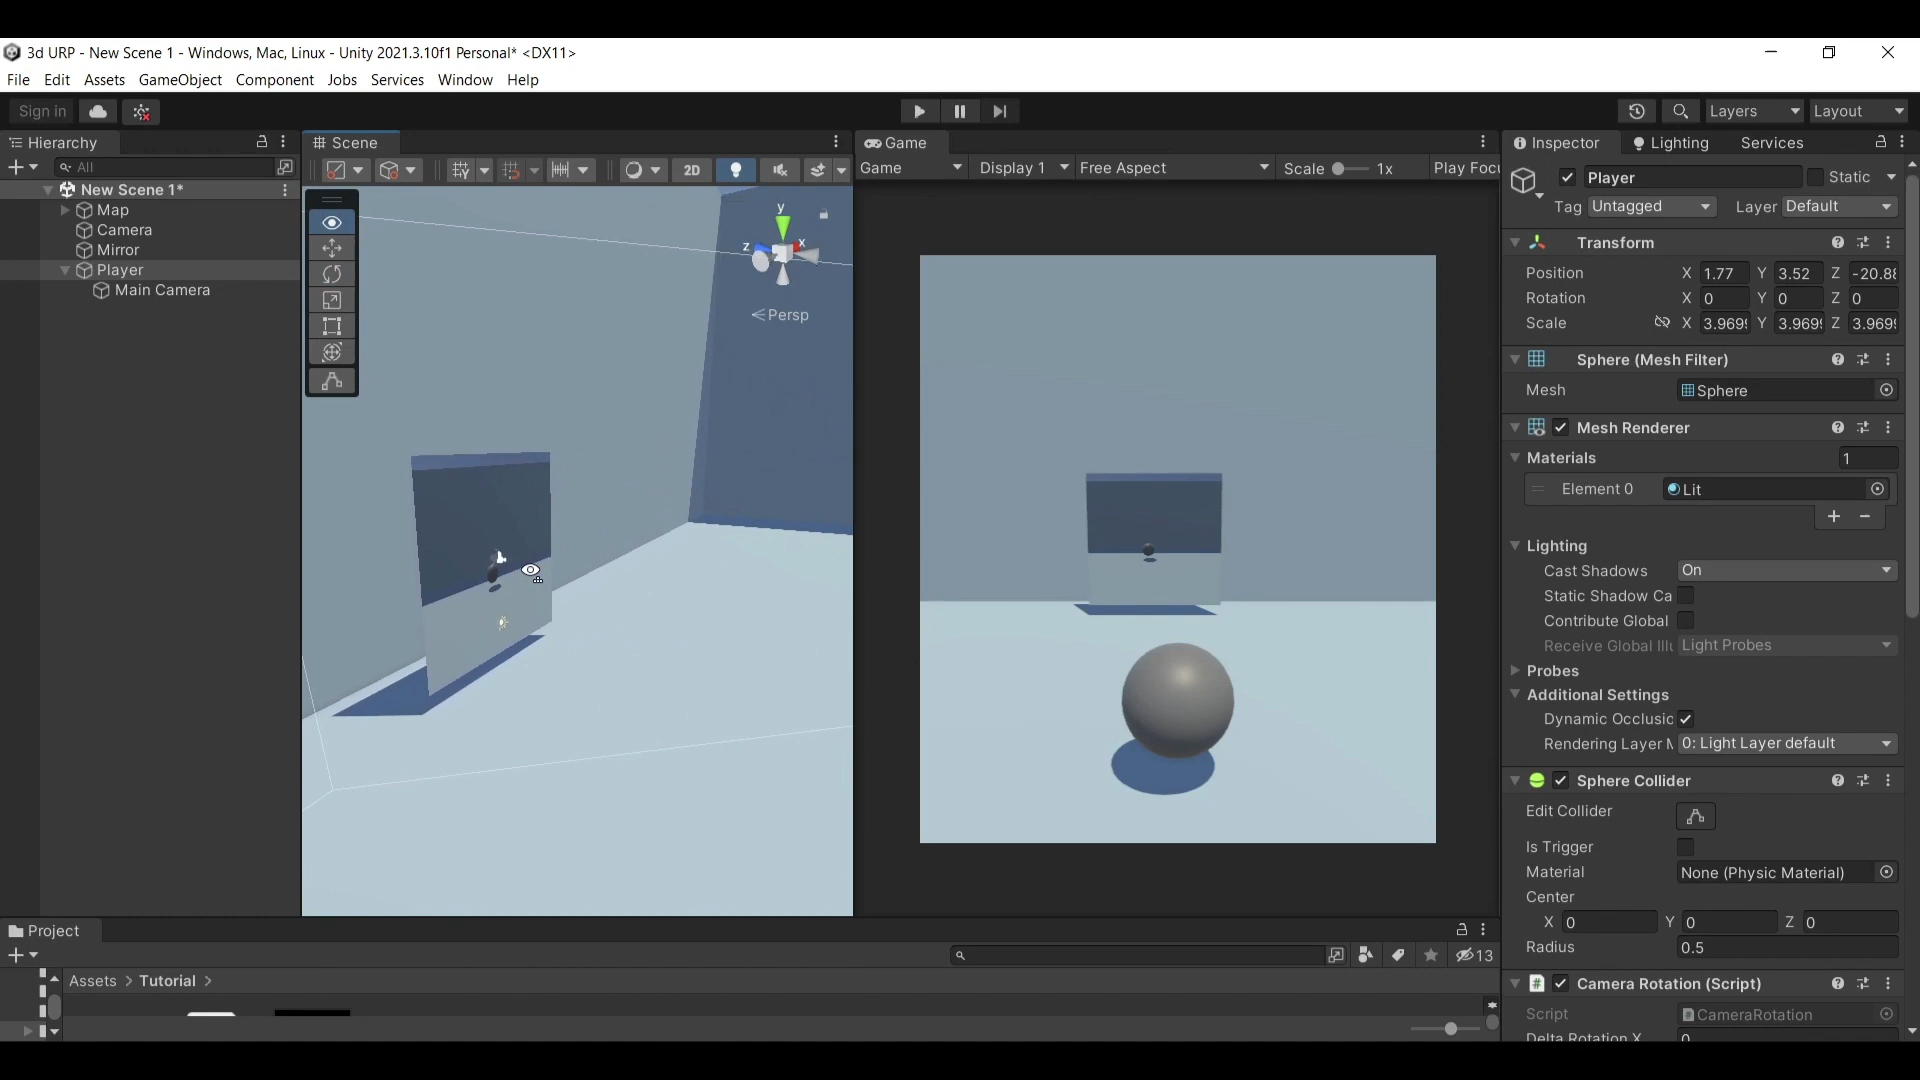 3d URP - New Scene 1 - Windows, Mac, Linux - Unity 2021.3.10f1 Personal* <DX11>
File Edit Assets GameObject Component Jobs Services Window Help
Sign in
Layers Layout
Hierarchy
All
New Scene 1*
Map
Camera
Mirror
Player
Main Camera
Scene
2D
y
z x
Persp
Game
Game Display 1 Free Aspect Scale 1x Play Foc
Inspector Lighting Services
Player Static
Tag Untagged Layer Default
Transform
Position X 1.77 Y 3.52 Z -20.88
Rotation X 0 Y 0 Z 0
Scale X 3.969 Y 3.969 Z 3.969
Sphere (Mesh Filter)
Mesh Sphere
Mesh Renderer
Materials 1
Element 0 Lit
Lighting
Cast Shadows On
Static Shadow Ca
Contribute Global
Receive Global Illu Light Probes
Probes
Additional Settings
Dynamic Occlusio
Rendering Layer 0: Light Layer default
Sphere Collider
Edit Collider
Is Trigger
Material None (Physic Material)
Center
X 0 Y 0 Z 0
Radius 0.5
Camera Rotation (Script)
Script CameraRotation
Delta Rotation X 0
Project
13
Assets > Tutorial >